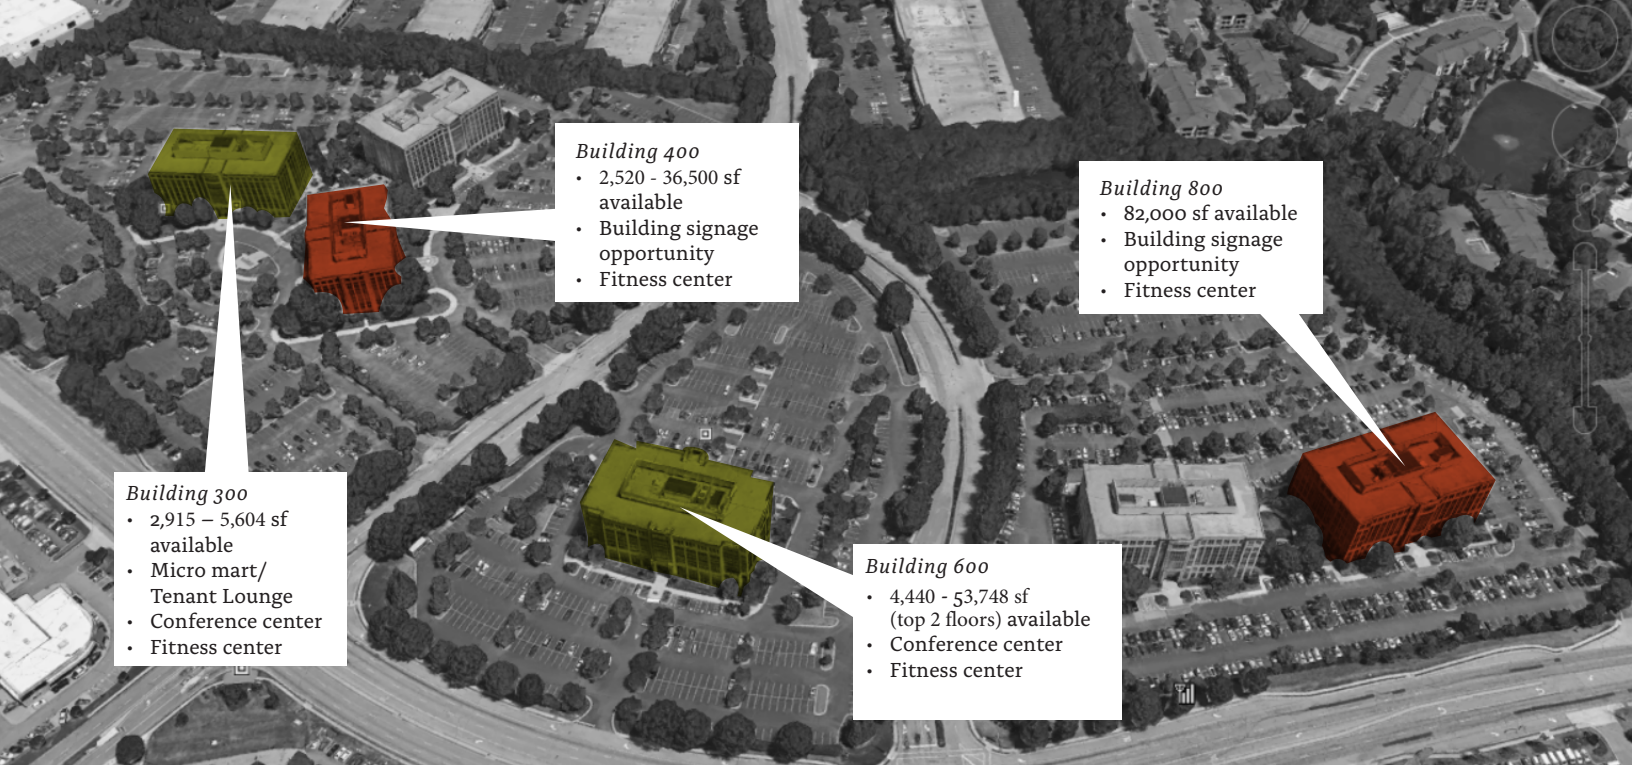 Building 400
• 2,520 - 36,500 sf
available
• Building signage
opportunity
• Fitness center
Building 800
• 82,000 sf available
• Building signage
opportunity
• Fitness center
Building 300
• 2,915 – 5,604 sf
available
• Micro mart/
Tenant Lounge
• Conference center
• Fitness center
Building 600
• 4,440 - 53,748 sf
(top 2 floors) available
• Conference center
• Fitness center